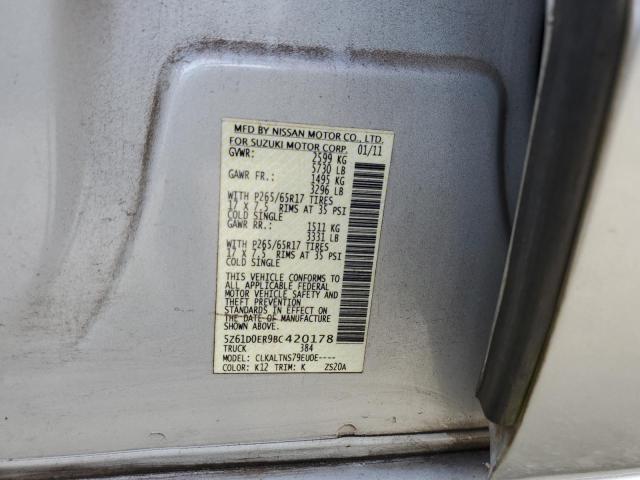 MFD BY NISSAN MOTOR CO., LTD.
FOR SUZUKI MOTOR CORP. 01/11
GVWR: 2599 KG
5730 LB
GAWR FR.: 1495 KG
3296 LB
WITH P265/65R17 TIRES
17 X 7.5 RIMS AT 35 PSI
COLD SINGLE
GAWR RR.: 1511 KG
3331 LB
WITH P265/65R17 TIRES
17 X 7.5 RIMS AT 35 PSI
COLD SINGLE
THIS VEHICLE CONFORMS TO
ALL APPLICABLE FEDERAL
MOTOR VEHICLE SAFETY AND
THEFT PREVENTION
STANDARDS IN EFFECT ON
THE DATE OF MANUFACTURE
SHOWN ABOVE.
5Z61D0ER9BC420178
TRUCK 384
MODEL: CLKALTNS79EUOE----
COLOR: K12 TRIM: K ZS20A